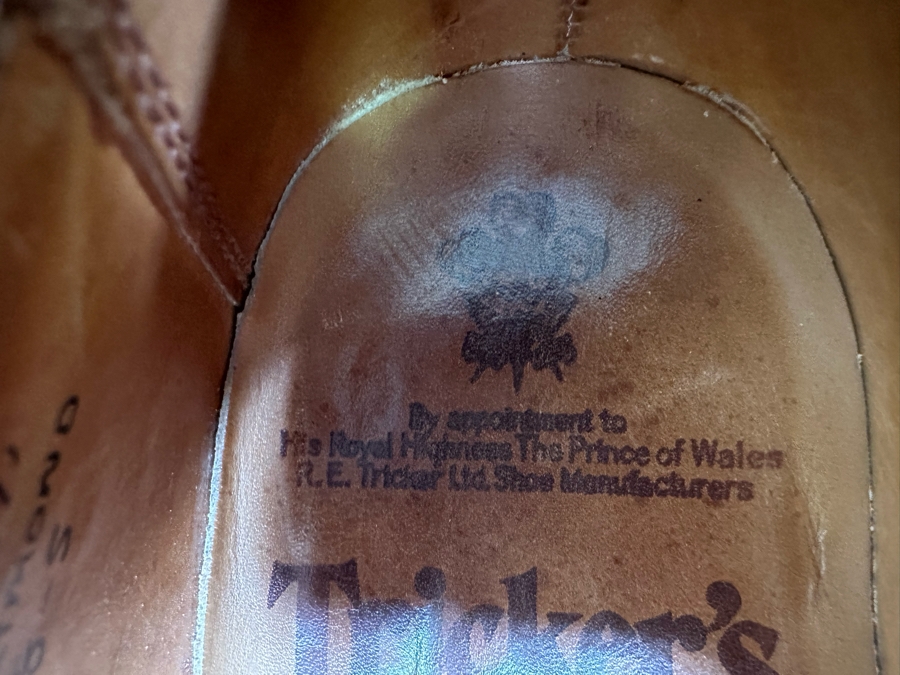 By appointment to
His Royal Highness The Prince of Wales
R.E. Tricker Ltd. Shoe Manufacturers
Tricker's